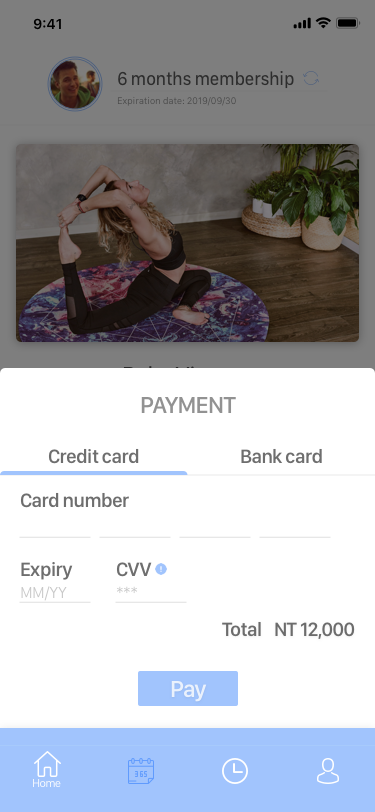 9:41
6 months membership
Expiration date: 2019/09/30
PAYMENT
Credit card
Bank card
Card number
Expiry
CVV
!
MM/YY
***
Total NT 12,000
Pay
365
Home